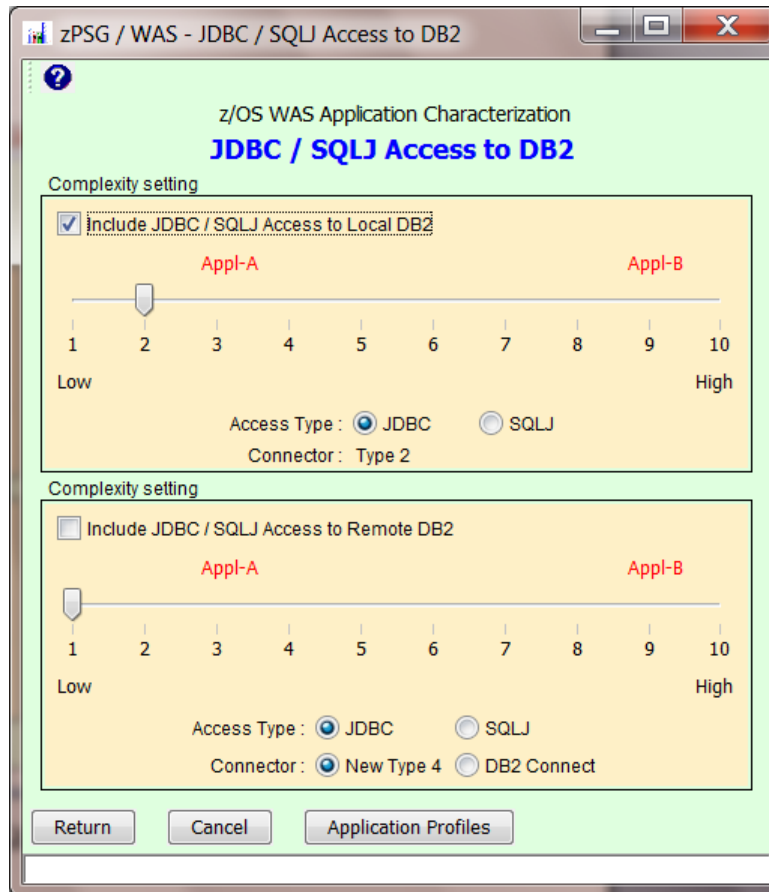 zPSG / WAS - JDBC / SQLJ Access to DB2
?
z/OS WAS Application Characterization
JDBC / SQLJ Access to DB2
Complexity setting
Include JDBC / SQLJ Access to Local DB2
Appl-A Appl-B
1 2 3 4 5 6 7 8 9 10
Low High
Access Type : JDBC SQLJ
Connector : Type 2
Complexity setting
Include JDBC / SQLJ Access to Remote DB2
Appl-A Appl-B
1 2 3 4 5 6 7 8 9 10
Low High
Access Type : JDBC SQLJ
Connector : New Type 4 DB2 Connect
Return Cancel Application Profiles